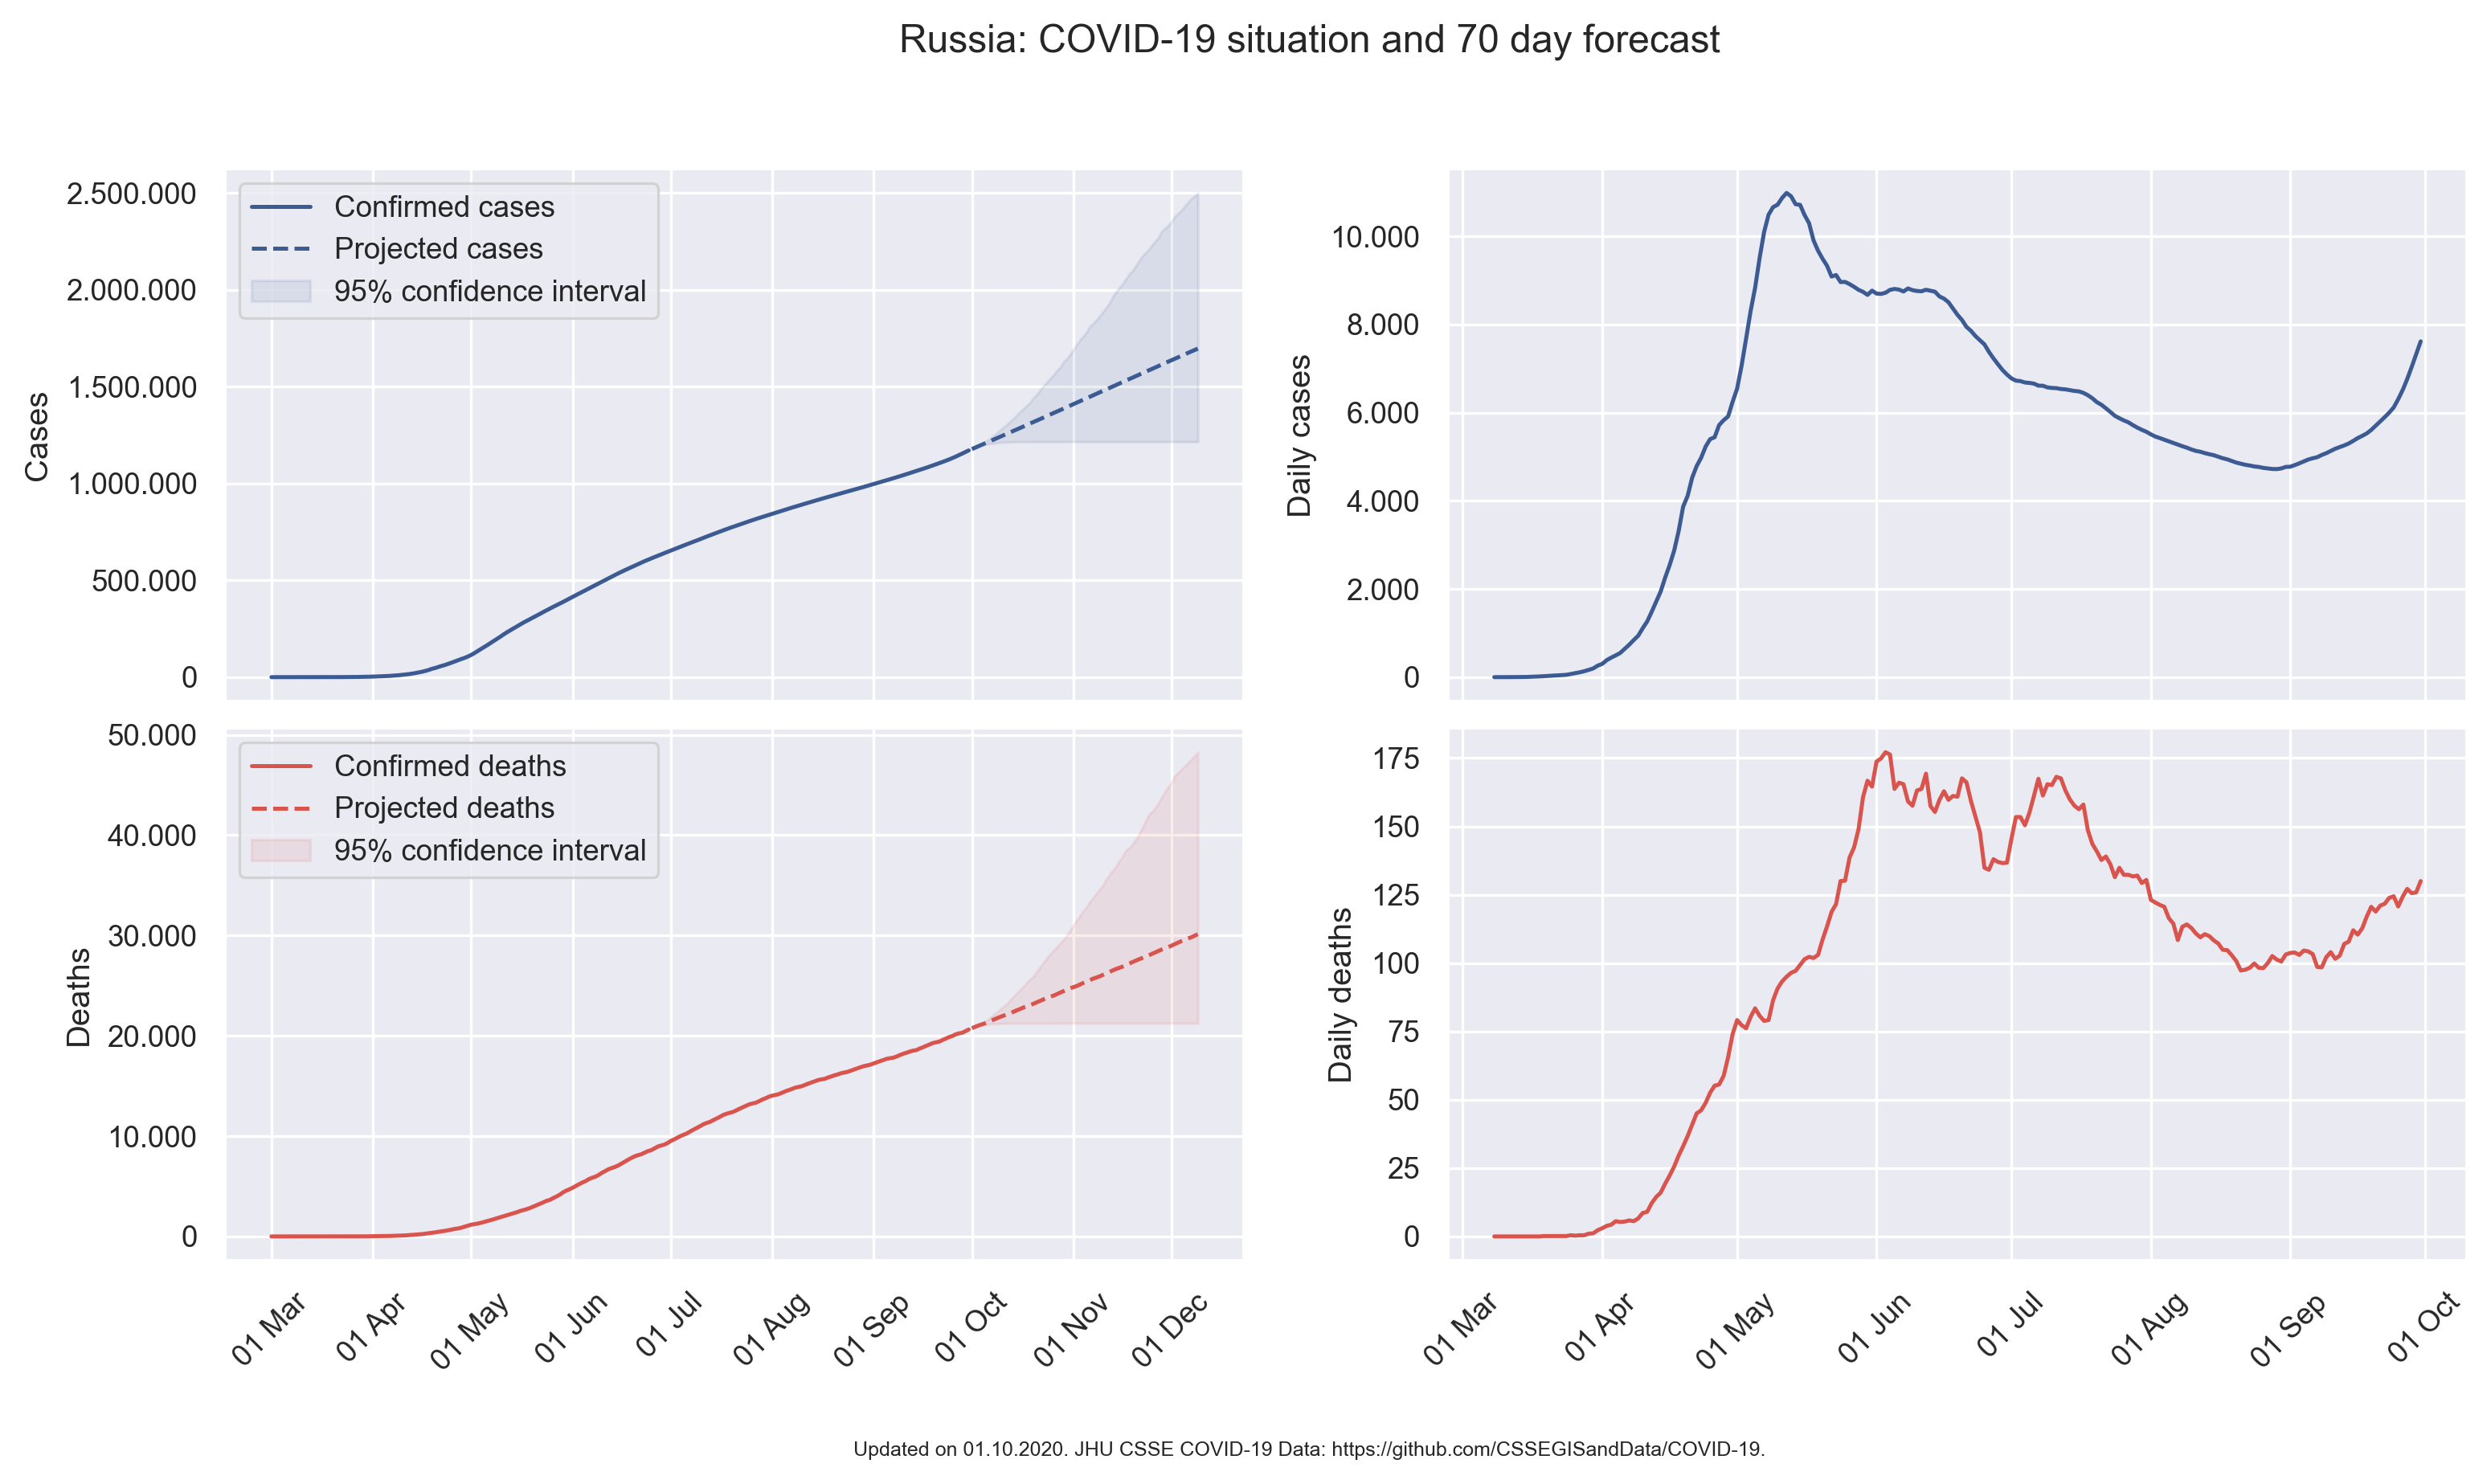 Russia: COVID-19 situation and 70 day forecast
2.500.000
2.000.000
1.500.000
1.000.000
500.000
0
Cases
Confirmed cases
Projected cases
95% confidence interval
10.000
8.000
6.000
4.000
2.000
0
Daily cases
50.000
40.000
30.000
20.000
10.000
0
Deaths
Confirmed deaths
Projected deaths
95% confidence interval
01 Mar
01 Apr
01 May
01 Jun
01 Jul
01 Aug
01 Sep
01 Oct
01 Nov
01 Dec
175
150
125
100
75
50
25
0
Daily deaths
01 Mar
01 Apr
01 May
01 Jun
01 Jul
01 Aug
01 Sep
01 Oct
Updated on 01.10.2020. JHU CSSE COVID-19 Data: https://github.com/CSSEGISandData/COVID-19.